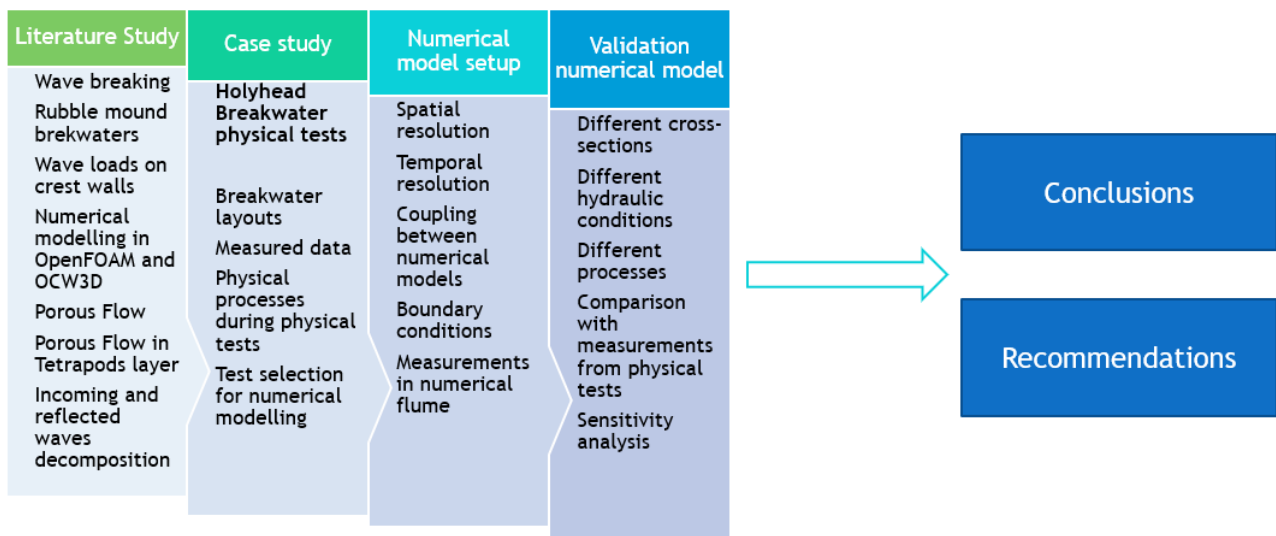 Literature Study
Wave breaking
Rubble mound
brekwaters
Wave loads on
crest walls
Numerical
modelling in
OpenFOAM and
OCW3D
Porous Flow
Porous Flow in
Tetrapods layer
Incoming and
reflected
waves
decomposition
Case study
Holyhead
Breakwater
physical tests
Breakwater
layouts
Measured data
Physical
processes
during physical
tests
Test selection
for numerical
modelling
Numerical
model setup
Spatial
resolution
Temporal
resolution
Coupling
between
numerical
models
Boundary
conditions
Measurements
in numerical
flume
Validation
numerical model
Different cross-
sections
Different
hydraulic
conditions
Different
processes
Comparison
with
measurements
from physical
tests
Sensitivity
analysis
Conclusions
Recommendations